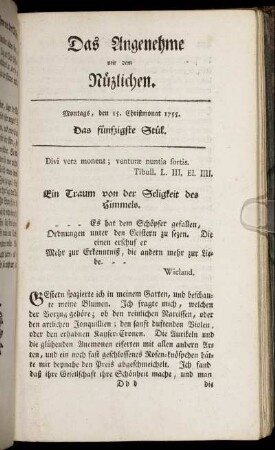 Das Angenehme
mit dem
Nüzlichen.
Montags, den 15. Christmonat 1755.
Das fünfzigste Stük.
Divi vera monent; ventura nuntia sortis.
Tibull. L. III. El. IIII.
Ein Traum von der Seligkeit des
Himmels.
- - - Es hat dem Schöpfer gefallen,
Ordnungen unter den Geistern zu sezen. Die
einen erschuf er
Mehr zur Erkenntniß, die andern mehr zur Lie-
be. - -
Wieland.
GEstern spazierte ich in meinem Garten, und beschau-
te meine Blumen. Ich fragte mich, welchen
der Vorzug gehöre; ob den reinlichen Narcissen, oder
den artlichen Jonquillien; den sanft duftenden Violen,
oder den erhabnen Kayser-Cronen. Die Aurikeln und
die glühenden Anemonen eiferten mit allen andern Ar-
ten, und ein noch fast geschlossenes Rosen-knöspchen hät-
te mir beynahe den Preis abgeschmeichelt. Ich fand
daß ihre Gesellschaft ihre Schönheit mache, und man
D d d
die